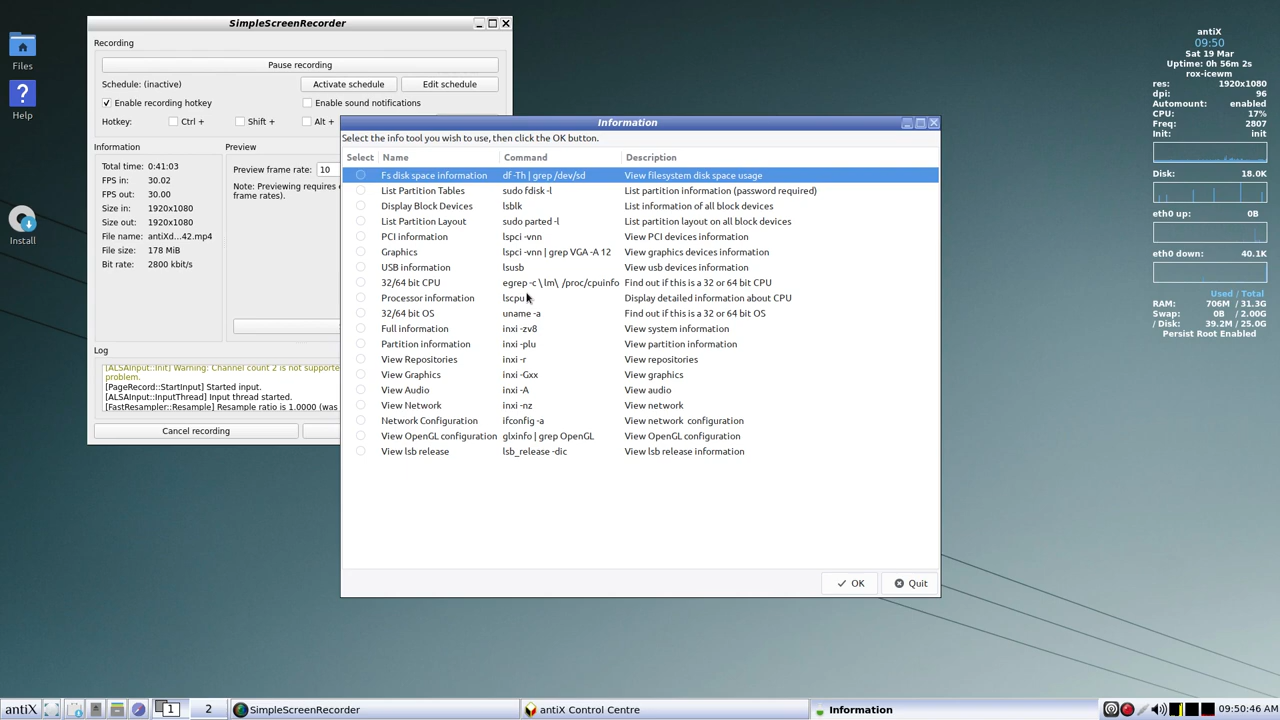 SimpleScreenRecorder
Recording
Pause recording
Schedule: (inactive)
Activate schedule
Edit schedule
Enable recording hotkey
Enable sound notifications
Hotkey:
Ctrl +
Shift +
Alt +
Information
Preview
Total time: 0:41:03
FPS in: 30.02
FPS out: 30.00
Size in: 1920x1080
Size out: 1920x1080
File name: antiXd...42.mp4
File size: 178 MiB
Bit rate: 2800 kbit/s
Preview frame rate: 10
Note: Previewing requires
Log
[ALSAInput::Init] Warning: Channel count 2 is not supporte
problem.
[PageRecord::StartInput] Started input.
[ALSAInput::InputThread] Input thread started.
[FastResampler::Resample] Resample ratio is 1.0000 (was
Cancel recording
Files
Help
Install
Information
Select the info tool you wish to use, then click the OK button.
Select Name Command Description
Fs disk space information df -Th | grep /dev/sd View filesystem disk space usage
List Partition Tables sudo fdisk -l List partition information (password required)
Display Block Devices lsblk List information of all block devices
List Partition Layout sudo parted -l List partition layout on all block devices
PCI information lspci -vnn View PCI devices information
Graphics lspci -vnn | grep VGA -A 12 View graphics devices information
USB information lsusb View usb devices information
32/64 bit CPU egrep -c \ lm\ /proc/cpuinfo Find out if this is a 32 or 64 bit CPU
Processor information lscpu Display detailed information about CPU
32/64 bit OS uname -a Find out if this is a 32 or 64 bit OS
Full information inxi -zv8 View system information
Partition information inxi -plu View partition information
View Repositories inxi -r View repositories
View Graphics inxi -Gxx View graphics
View Audio inxi -A View audio
View Network inxi -nz View network
Network Configuration ifconfig -a View network configuration
View OpenGL configuration glxinfo | grep OpenGL View OpenGL configuration
View lsb release lsb_release -dic View lsb release information
OK
Quit
antiX
09:50
Sat 19 Mar
Uptime: 0h 56m 2s
rox-icewm
res: 1920x1080
dpi: 96
Automount: enabled
CPU: 17%
Freq: 2807
Init: init
Disk: 18.0K
eth0 up: 0B
eth0 down: 0B
Used / Total
RAM: 706M / 31.3G
Swap: 0B / 2.00G
/ Disk: 39.2M / 25.0G
Persist Root Enabled
antiX
1
2
SimpleScreenRecorder
antiX Control Centre
Information
09:50:46 AM